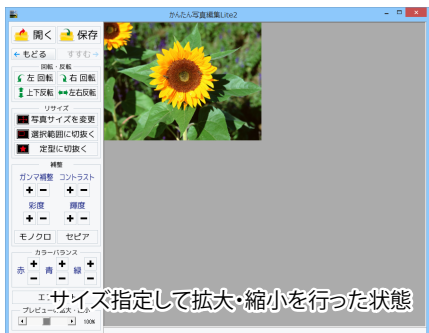 かんたん写真編集Lite2
開く 保存
もどる すすむ
回転・反転
左 回転 右 回転
上下反転 左右反転
リサイズ
写真サイズを変更
選択範囲に切抜く
定型に切抜く
補整
ガンマ補整 コントラスト
+ - + -
彩度 輝度
+ - + -
モノクロ セピア
カラーバランス
+ + +
赤 青 緑
- - -
サイズ指定して拡大・縮小を行った状態
100%